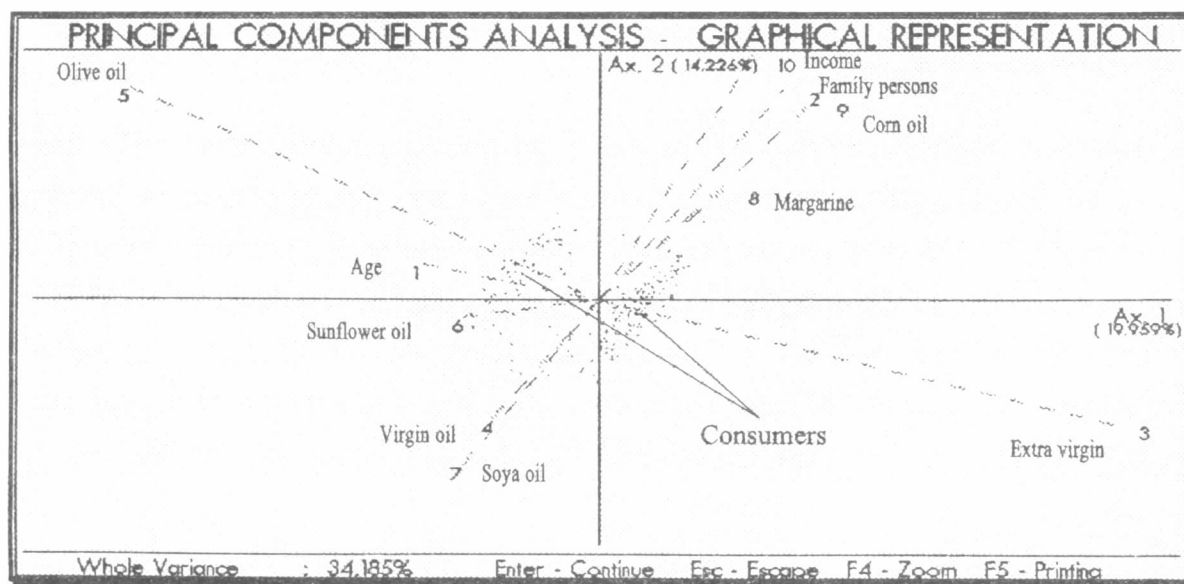 PRINCIPAL COMPONENTS ANALYSIS - GRAPHICAL REPRESENTATION
Olive oil
5
Ax. 2 (14.226%) 10 Income
Family persons
2 9
Corn oil
8 Margarine
Age 1
Sunflower oil 6
Ax. 1
(19.959%)
Virgin oil 4
Consumers
Extra virgin 3
7 Soya oil
Whole Variance : 34.185% Enter - Continue Esc - Escape F4 - Zoom F5 - Printing